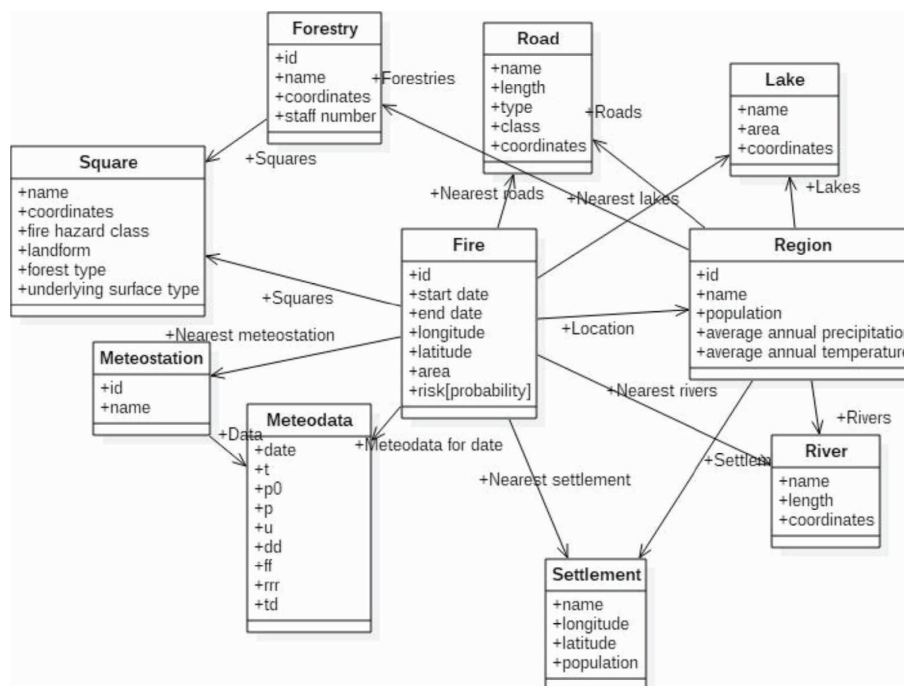 Forestry
+id
+name
+coordinates
+staff number
+Forestries
Road
+name
+length
+type
+class
+coordinates
+Roads
Lake
+name
+area
+coordinates
+Lakes
Square
+name
+coordinates
+fire hazard class
+landform
+forest type
+underlying surface type
+Squares
+Nearest roads
+Nearest lakes
Fire
+id
+start date
+end date
+longitude
+latitude
+area
+risk[probability]
Region
+id
+name
+population
+average annual precipitation
+average annual temperature
+Squares
+Location
+Nearest meteostation
Meteostation
+id
+name
+Data
Meteodata
+date
+t
+p0
+p
+u
+dd
+ff
+rrr
+td
+Meteodata for date
+Nearest rivers
+Rivers
+Nearest settlement
River
+name
+length
+coordinates
Settlement
+name
+longitude
+latitude
+population